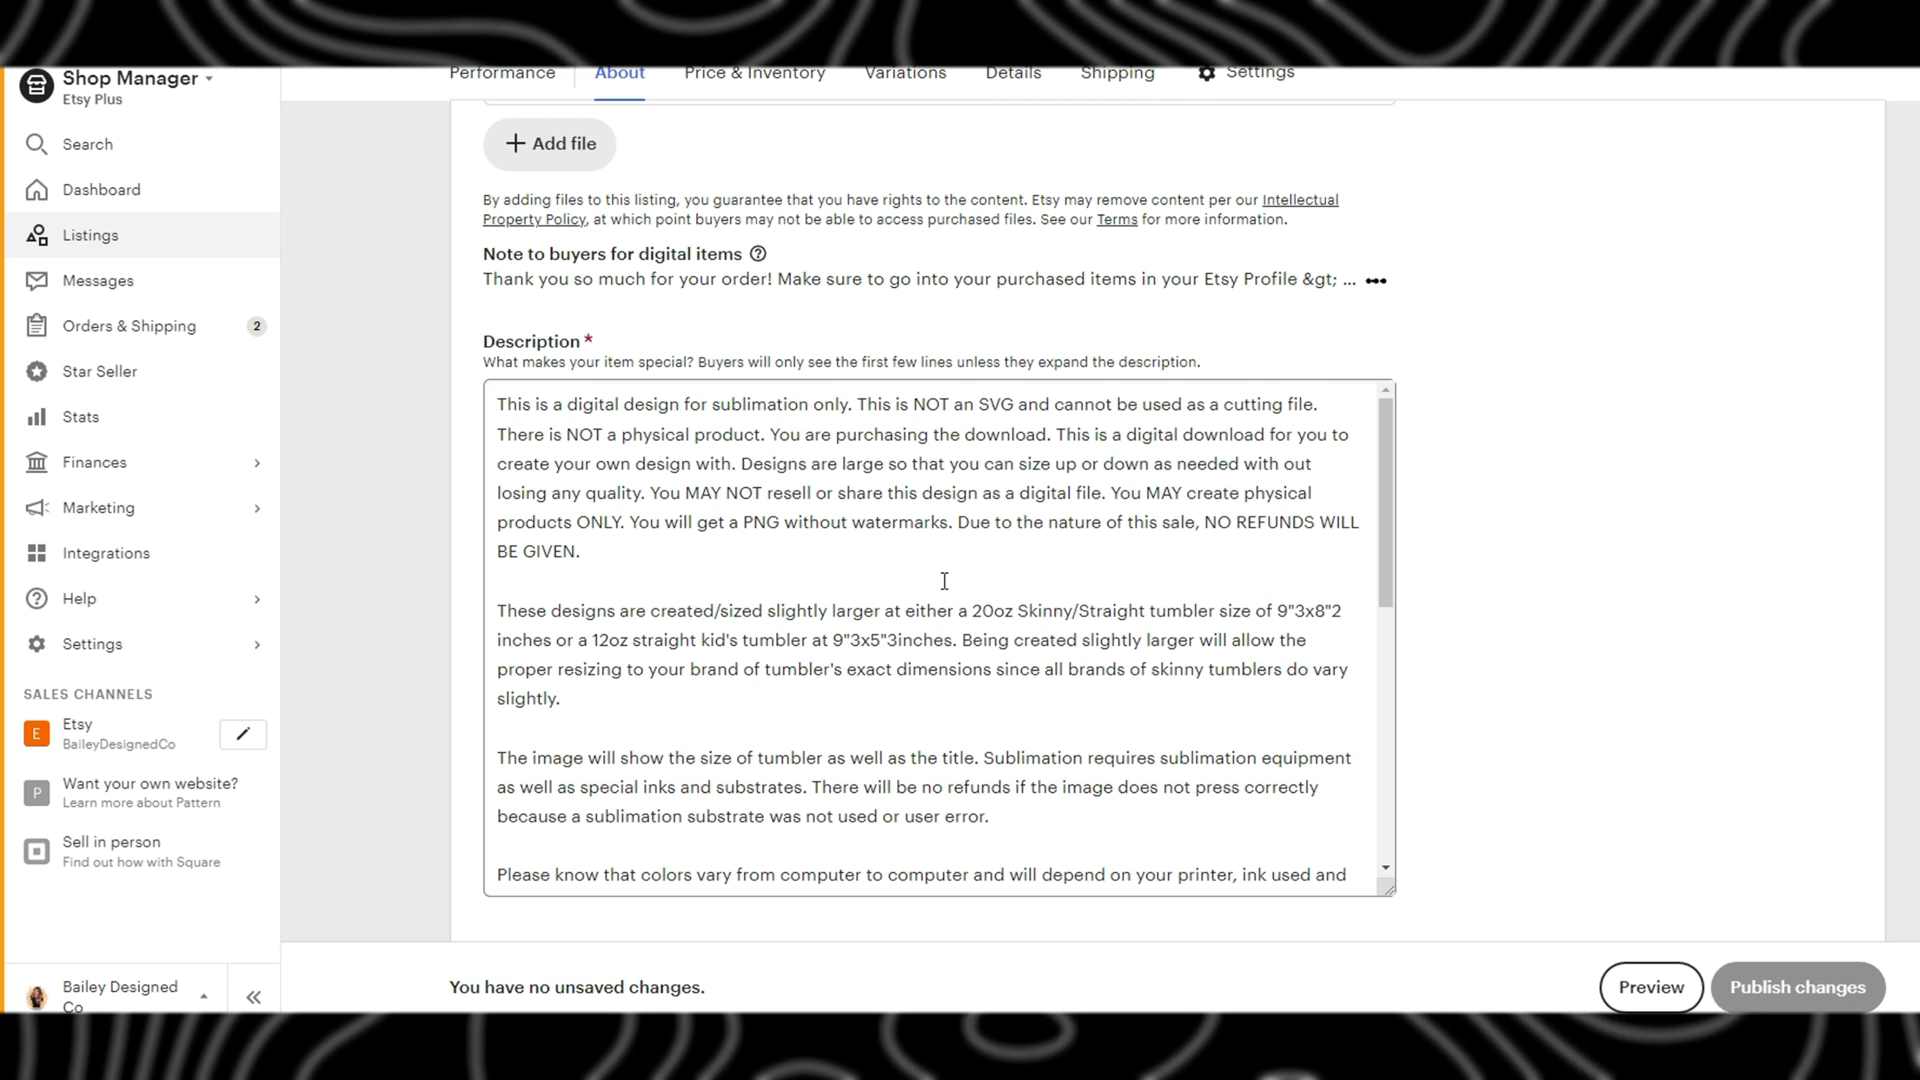 Shop Manager
Etsy Plus
Performance
About
Price & Inventory
Variations
Details
Shipping
Settings
Search
Dashboard
Listings
Messages
Orders & Shipping
2
Star Seller
Stats
Finances
Marketing
Integrations
Help
Settings
SALES CHANNELS
E
Etsy
BaileyDesignedCo
P
Want your own website?
Learn more about Pattern
Sell in person
Find out how with Square
Bailey Designed
Co
+ Add file
By adding files to this listing, you guarantee that you have rights to the content. Etsy may remove content per our Intellectual
Property Policy, at which point buyers may not be able to access purchased files. See our Terms for more information.
Note to buyers for digital items
Thank you so much for your order! Make sure to go into your purchased items in your Etsy Profile &gt; ...
Description *
What makes your item special? Buyers will only see the first few lines unless they expand the description.
This is a digital design for sublimation only. This is NOT an SVG and cannot be used as a cutting file.
There is NOT a physical product. You are purchasing the download. This is a digital download for you to
create your own design with. Designs are large so that you can size up or down as needed with out
losing any quality. You MAY NOT resell or share this design as a digital file. You MAY create physical
products ONLY. You will get a PNG without watermarks. Due to the nature of this sale, NO REFUNDS WILL
BE GIVEN.
These designs are created/sized slightly larger at either a 20oz Skinny/Straight tumbler size of 9"3x8"2
inches or a 12oz straight kid's tumbler at 9"3x5"3inches. Being created slightly larger will allow the
proper resizing to your brand of tumbler's exact dimensions since all brands of skinny tumblers do vary
slightly.
The image will show the size of tumbler as well as the title. Sublimation requires sublimation equipment
as well as special inks and substrates. There will be no refunds if the image does not press correctly
because a sublimation substrate was not used or user error.
Please know that colors vary from computer to computer and will depend on your printer, ink used and
You have no unsaved changes.
Preview
Publish changes